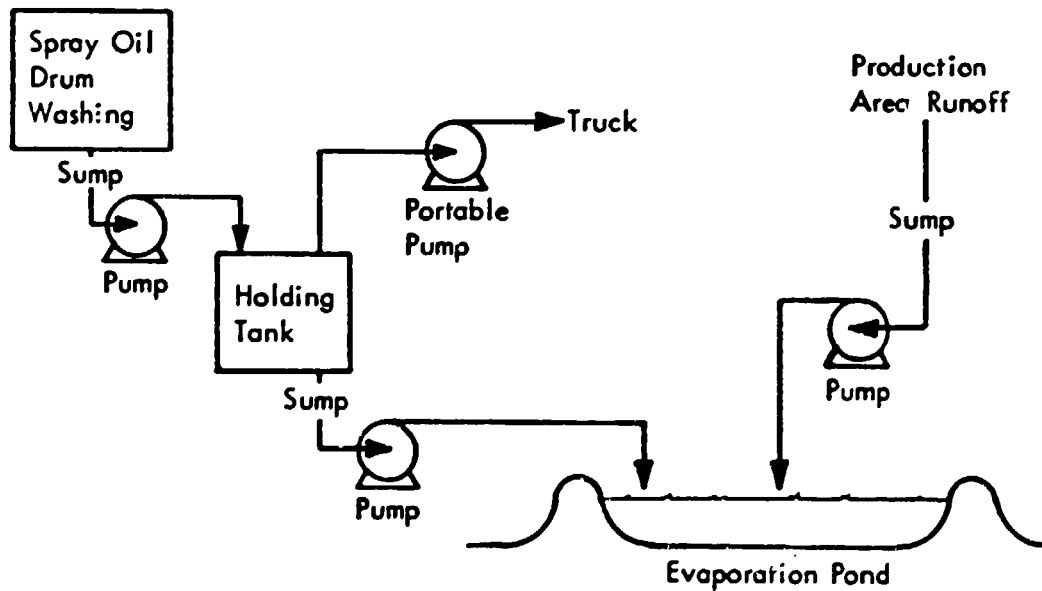 Spray Oil
Drum
Washing
Sump
Pump
Holding
Tank
Portable
Pump
Truck
Production
Area Runoff
Sump
Pump
Sump
Pump
Evaporation Pond